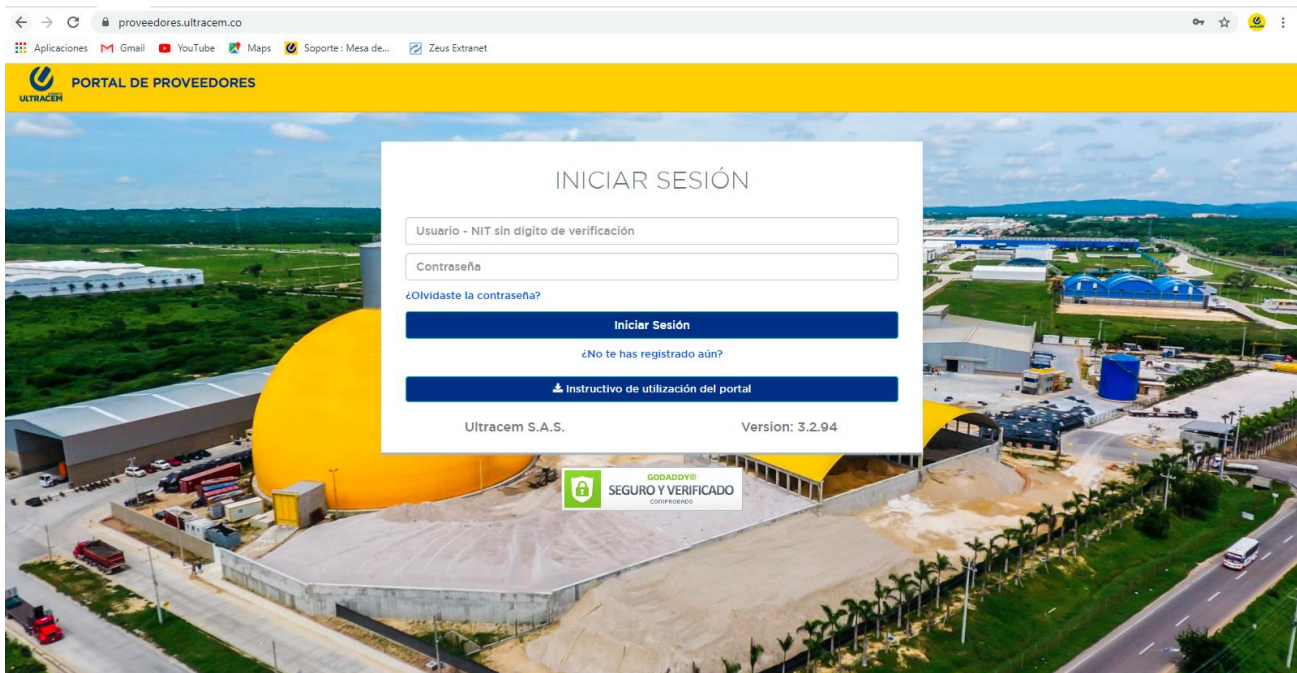 proveedores.ultracem.co
Aplicaciones Gmail YouTube Maps Soporte : Mesa de... Zeus Extranet
ULTRACEM
PORTAL DE PROVEEDORES
INICIAR SESIÓN
Usuario - NIT sin dígito de verificación
Contraseña
¿Olvidaste la contraseña?
Iniciar Sesión
¿No te has registrado aún?
Instructivo de utilización del portal
Ultracem S.A.S. Version: 3.2.94
GODADDY®
SEGURO Y VERIFICADO
COMPROBADO